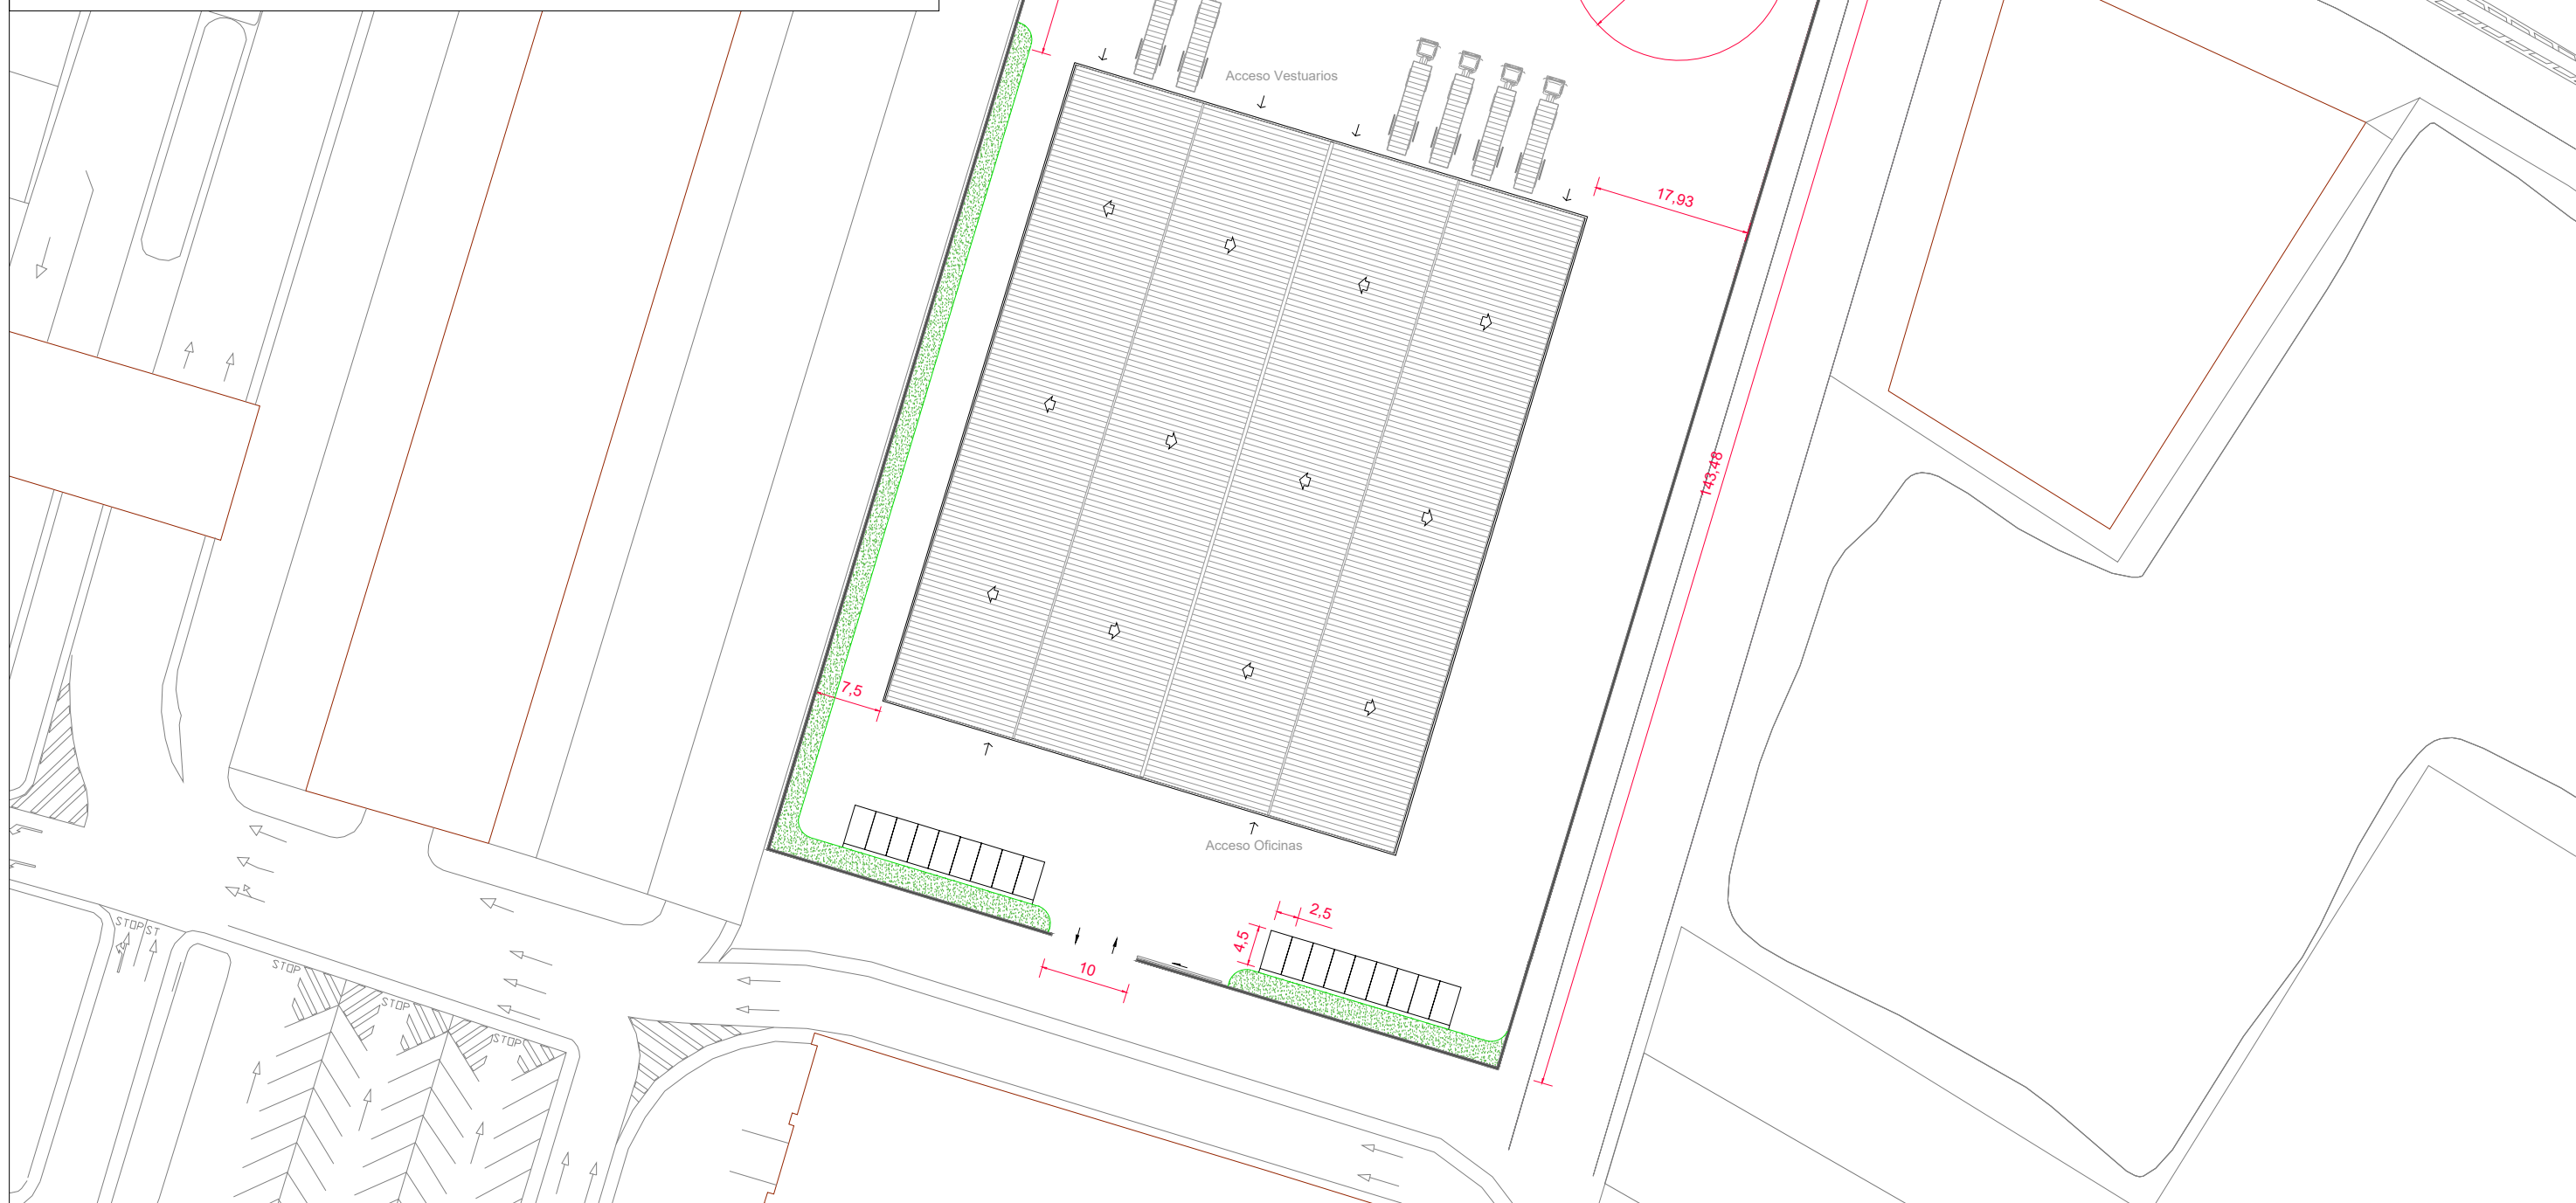 Acceso Vestuarios
17,93
143,48
7,5
Acceso Oficinas
2,5
4,5
10
STOP ST
STOP
STOP
STOP